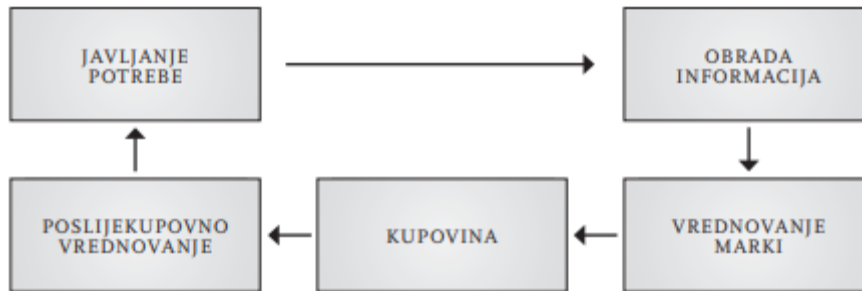 JAVLJANJE
POTREBE
OBRADA
INFORMACIJA
POSLIJEKUPOVNO
VREDNOVANJE
KUPOVINA
VREDNOVANJE
MARKI